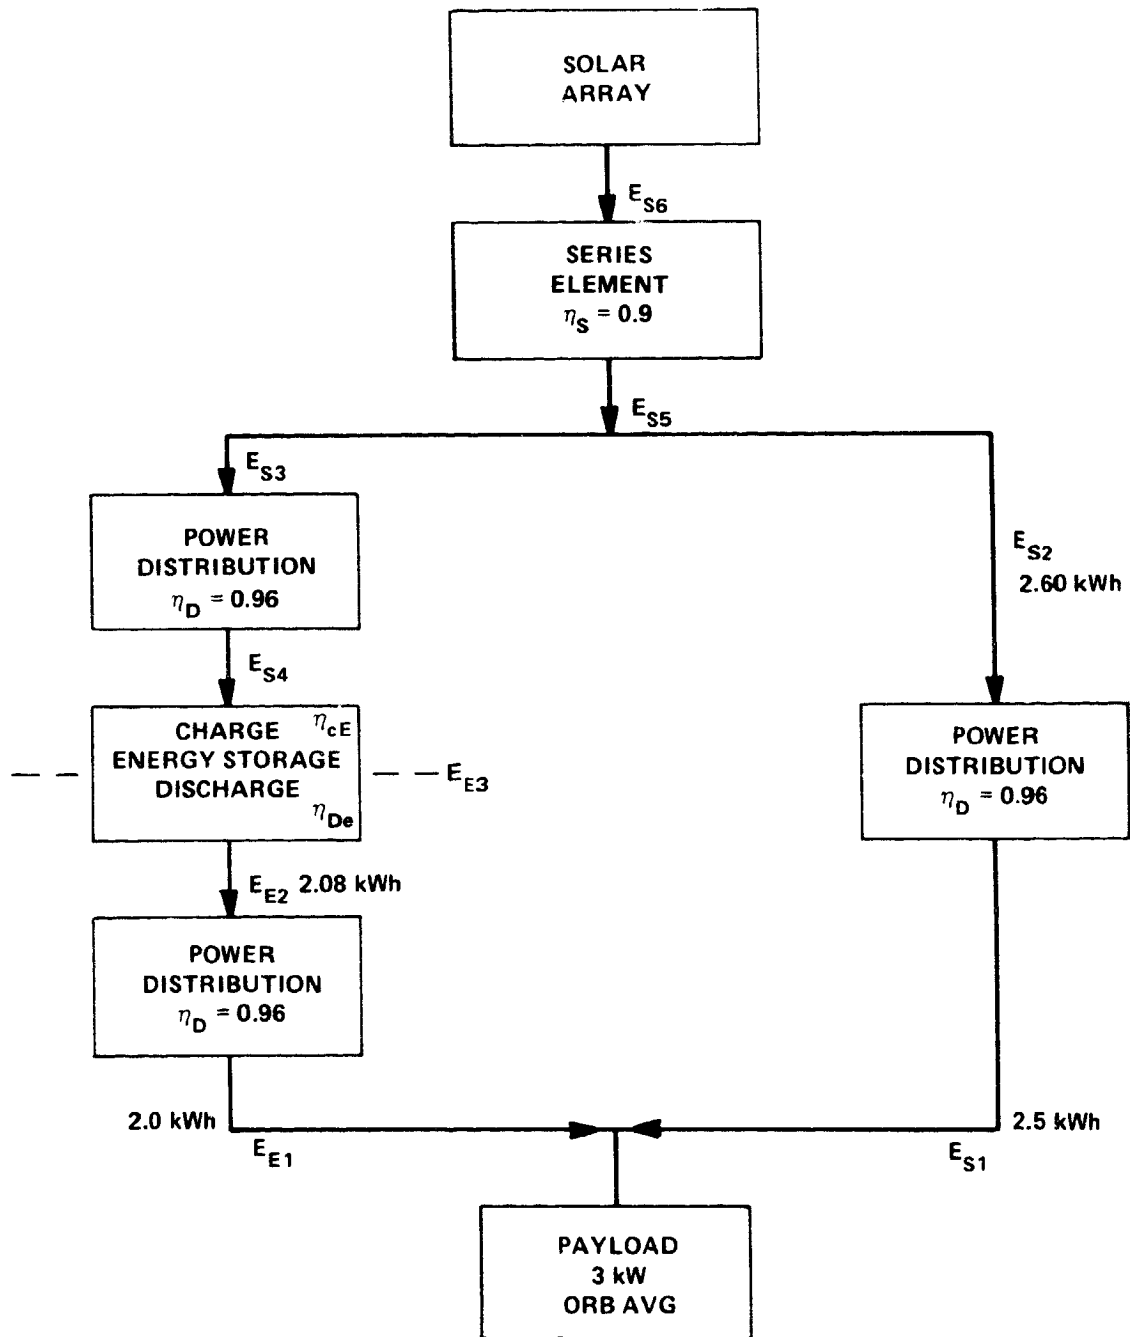 SOLAR
ARRAY
E_S6
SERIES
ELEMENT
η_S = 0.9
E_S5
E_S3
POWER
DISTRIBUTION
η_D = 0.96
E_S2
2.60 kWh
E_S4
CHARGE η_cE
ENERGY STORAGE
DISCHARGE
η_De
E_E3
POWER
DISTRIBUTION
η_D = 0.96
E_E2 2.08 kWh
POWER
DISTRIBUTION
η_D = 0.96
2.0 kWh
E_E1
2.5 kWh
E_S1
PAYLOAD
3 kW
ORB AVG